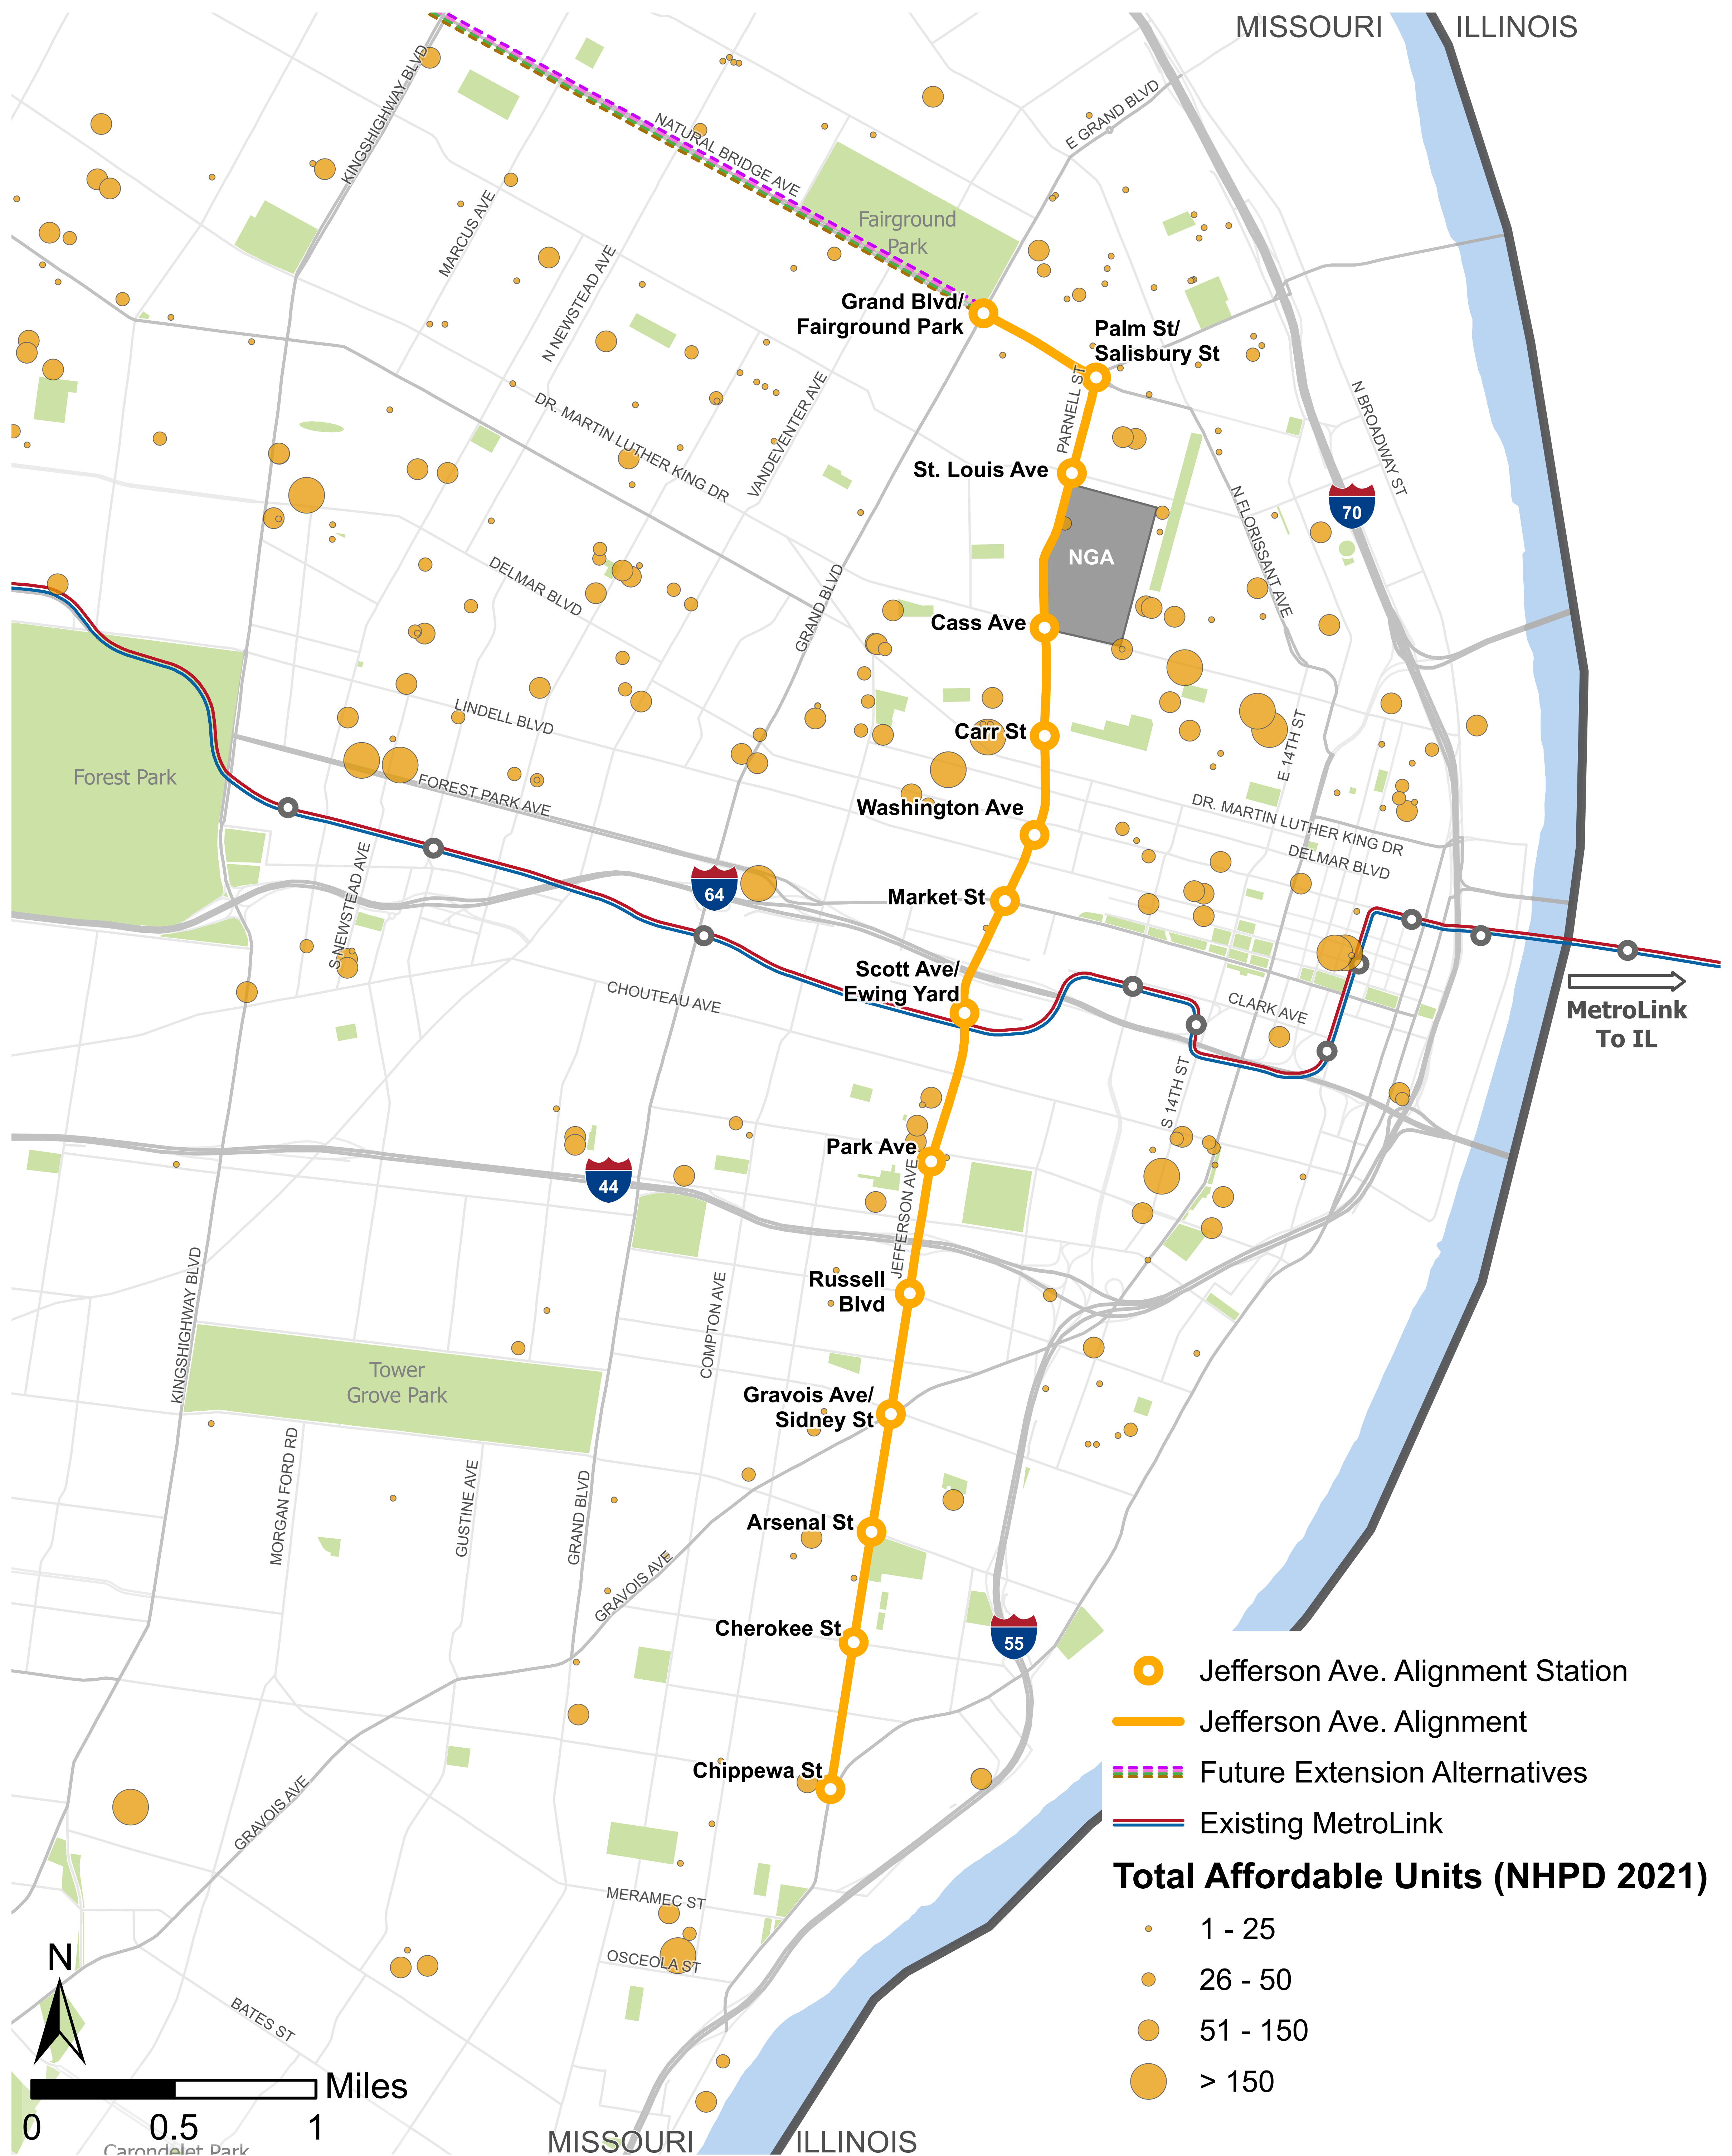 MISSOURI
ILLINOIS
KINGSHIGHWAY BLVD
E GRAND BLVD
NATURAL BRIDGE AVE
MARCUS AVE
Fairground
Park
N NEWSTEAD AVE
Grand Blvd/
Fairground Park
Palm St/
Salisbury St
PARNELL ST
N BROADWAY ST
DR. MARTIN LUTHER KING DR
VANDEVENTER AVE
St. Louis Ave
N FLORISSANT AVE
70
NGA
DELMAR BLVD
GRAND BLVD
Cass Ave
LINDELL BLVD
Carr St
E 14TH ST
Forest Park
FOREST PARK AVE
Washington Ave
DR. MARTIN LUTHER KING DR
DELMAR BLVD
S NEWSTEAD AVE
64
Market St
Scott Ave/
Ewing Yard
CHOUTEAU AVE
CLARK AVE
MetroLink
To IL
S 14TH ST
Park Ave
44
JEFFERSON AVE
KINGSHIGHWAY BLVD
COMPTON AVE
Russell
Blvd
Tower
Grove Park
Gravois Ave/
Sidney St
MORGAN FORD RD
GUSTINE AVE
GRAND BLVD
Arsenal St
GRAVOIS AVE
Cherokee St
55
Chippewa St
GRAVOIS AVE
MERAMEC ST
OSCEOLA ST
BATES ST
Jefferson Ave. Alignment Station
Jefferson Ave. Alignment
Future Extension Alternatives
Existing MetroLink
Total Affordable Units (NHPD 2021)
1 - 25
26 - 50
51 - 150
> 150
N
Miles
0 0.5 1
Carondelet Park
MISSOURI
ILLINOIS